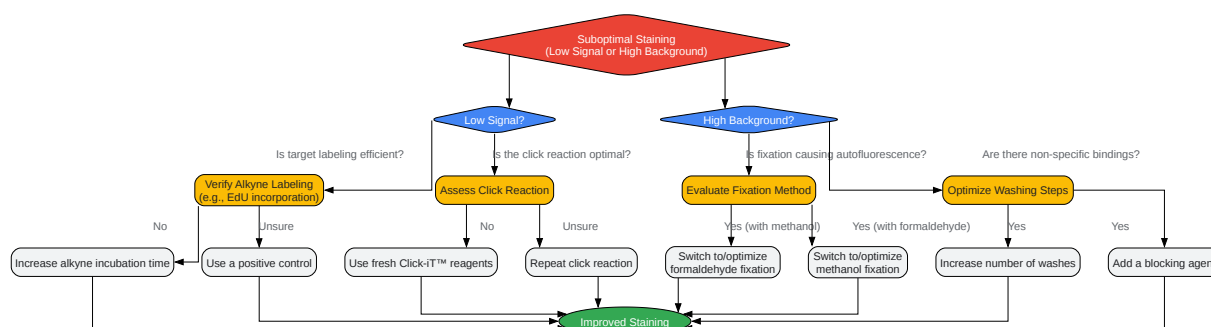 Suboptimal Staining
(Low Signal or High Background)
Low Signal?
High Background?
Is target labeling efficient?
Is the click reaction optimal?
Is fixation causing autofluorescence?
Are there non-specific bindings?
Verify Alkyne Labeling
(e.g., EdU incorporation)
Assess Click Reaction
Evaluate Fixation Method
Optimize Washing Steps
No
Unsure
No
Unsure
Yes (with methanol)
Yes (with formaldehyde)
Yes
Yes
Increase alkyne incubation time
Use a positive control
Use fresh Click-iT™ reagents
Repeat click reaction
Switch to/optimize
formaldehyde fixation
Switch to/optimize
methanol fixation
Increase number of washes
Add a blocking agen
Improved Staining